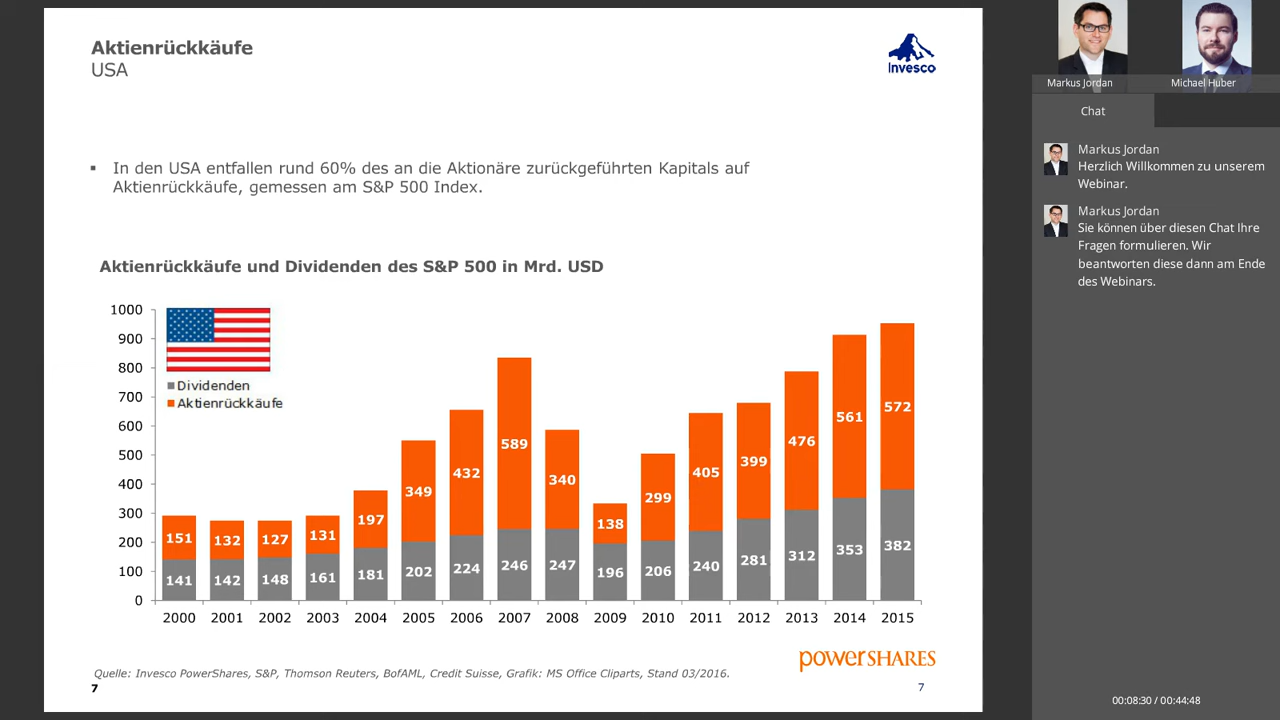 Aktienrückkäufe
USA
Invesco
▪ In den USA entfallen rund 60% des an die Aktionäre zurückgeführten Kapitals auf
Aktienrückkäufe, gemessen am S&P 500 Index.
Aktienrückkäufe und Dividenden des S&P 500 in Mrd. USD
1000
900
800
700
600
500
400
300
200
100
0
Dividenden
Aktienrückkäufe
151 132 127 131 197 349 432 589 340 138 299 405 399 476 561 572
141 142 148 161 181 202 224 246 247 196 206 240 281 312 353 382
2000 2001 2002 2003 2004 2005 2006 2007 2008 2009 2010 2011 2012 2013 2014 2015
powerSHARES
Quelle: Invesco PowerShares, S&P, Thomson Reuters, BofAML, Credit Suisse, Grafik: MS Office Cliparts, Stand 03/2016.
7
7
Markus Jordan
Michael Huber
Chat
Markus Jordan
Herzlich Willkommen zu unserem
Webinar.
Markus Jordan
Sie können über diesen Chat Ihre
Fragen formulieren. Wir
beantworten diese dann am Ende
des Webinars.
00:08:30 / 00:44:48